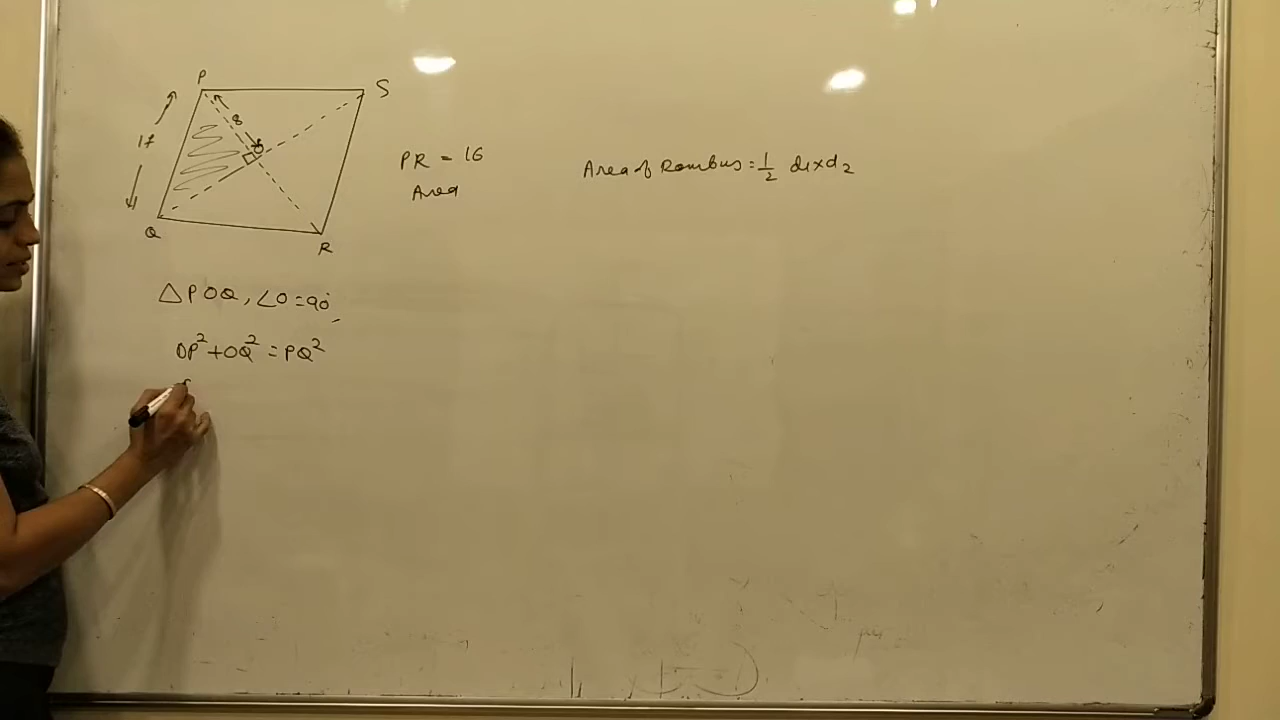 P
S
17
8
O
Q
R
PR = 16
Area
Area of Rombus = 1/2 d1 x d2
△POQ, ∠O = 90°,
OP² + OQ² = PQ²